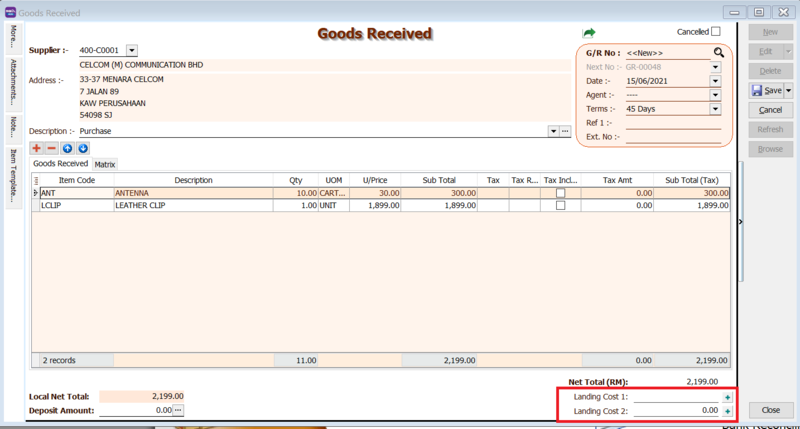 Goods Received
More...
Attachments...
Note...
Item Template...
Goods Received
Cancelled
Supplier :- 400-C0001
CELCOM (M) COMMUNICATION BHD
Address :- 33-37 MENARA CELCOM
7 JALAN 89
KAW PERUSAHAAN
54098 SJ
Description :- Purchase
G/R No : <<New>>
Next No : GR-00048
Date : 15/06/2021
Agent : ----
Terms : 45 Days
Ref 1 :
Ext. No :
New
Edit
Delete
Save
Cancel
Refresh
Browse
Goods Received Matrix
Item Code Description Qty UOM U/Price Sub Total Tax Tax R... Tax Incl... Tax Amt Sub Total (Tax)
ANT ANTENNA 10.00 CART... 30.00 300.00 0.00 300.00
LCLIP LEATHER CLIP 1.00 UNIT 1,899.00 1,899.00 0.00 1,899.00
2 records 11.00 2,199.00 0.00 2,199.00
Net Total (RM): 2,199.00
Local Net Total: 2,199.00
Landing Cost 1:
Deposit Amount: 0.00
Landing Cost 2: 0.00
Close